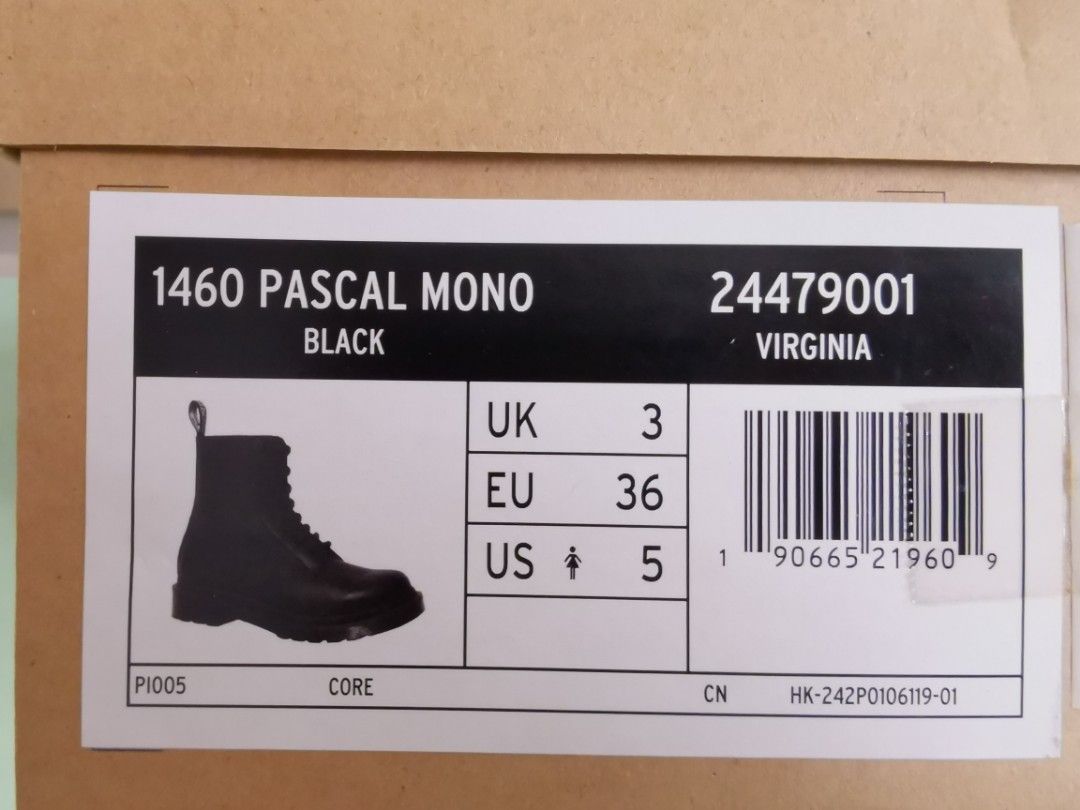 1460 PASCAL MONO
BLACK
24479001
VIRGINIA
UK 3
EU 36
US 5
1 90665 21960 9
PI005 CORE CN HK-242P0106119-01